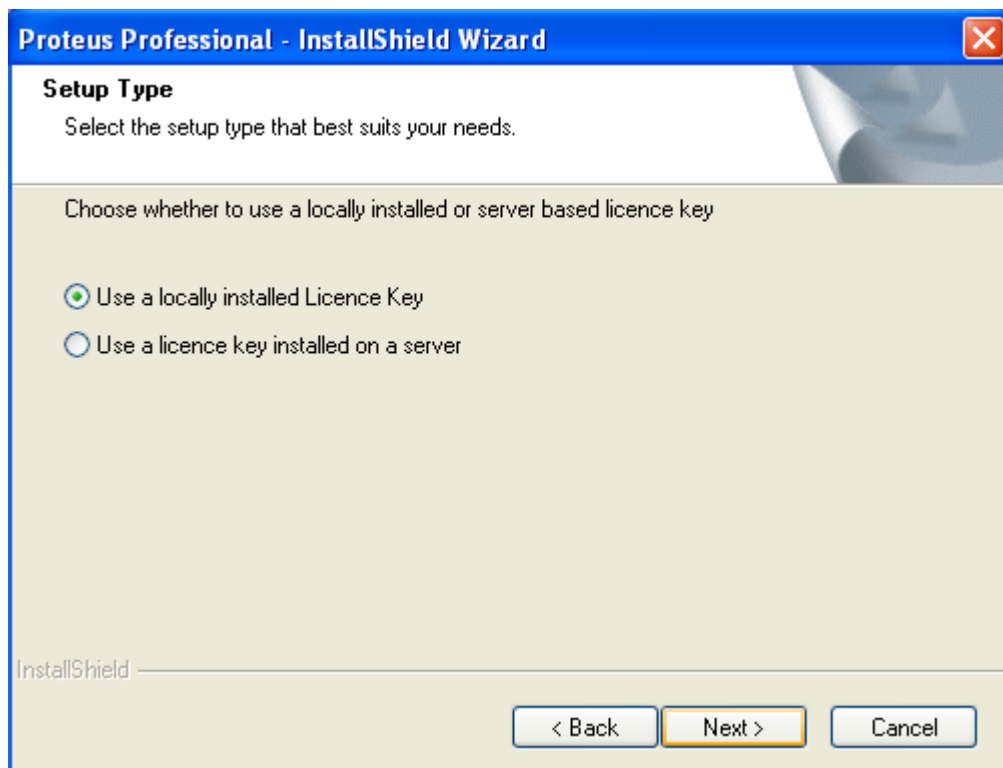 Proteus Professional - InstallShield Wizard
Setup Type
Select the setup type that best suits your needs.
Choose whether to use a locally installed or server based licence key
Use a locally installed Licence Key
Use a licence key installed on a server
InstallShield
< Back Next > Cancel